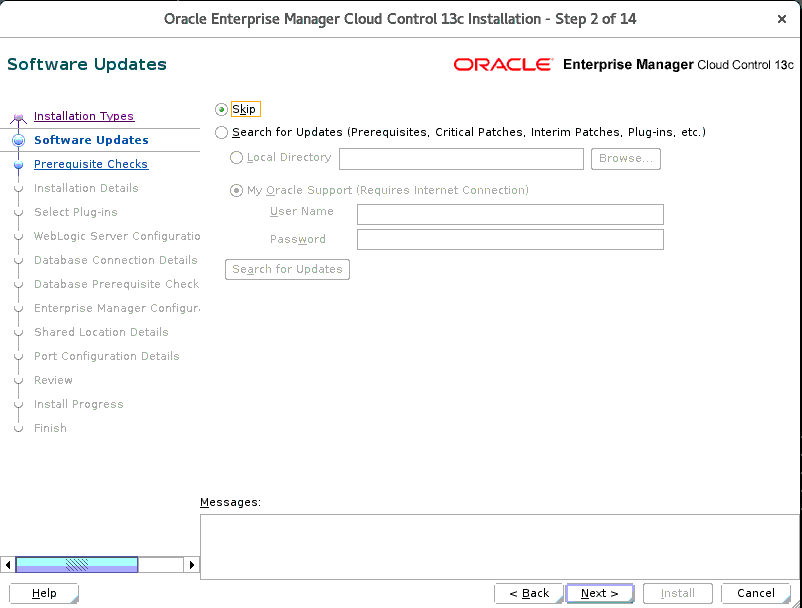 Oracle Enterprise Manager Cloud Control 13c Installation - Step 2 of 14
Software Updates
ORACLE Enterprise Manager Cloud Control 13c
Installation Types
Software Updates
Prerequisite Checks
Installation Details
Select Plug-ins
WebLogic Server Configuratio
Database Connection Details
Database Prerequisite Check
Enterprise Manager Configur
Shared Location Details
Port Configuration Details
Review
Install Progress
Finish
Skip
Search for Updates (Prerequisites, Critical Patches, Interim Patches, Plug-ins, etc.)
Local Directory
Browse...
My Oracle Support (Requires Internet Connection)
User Name
Password
Search for Updates
Messages:
Help
< Back
Next >
Install
Cancel